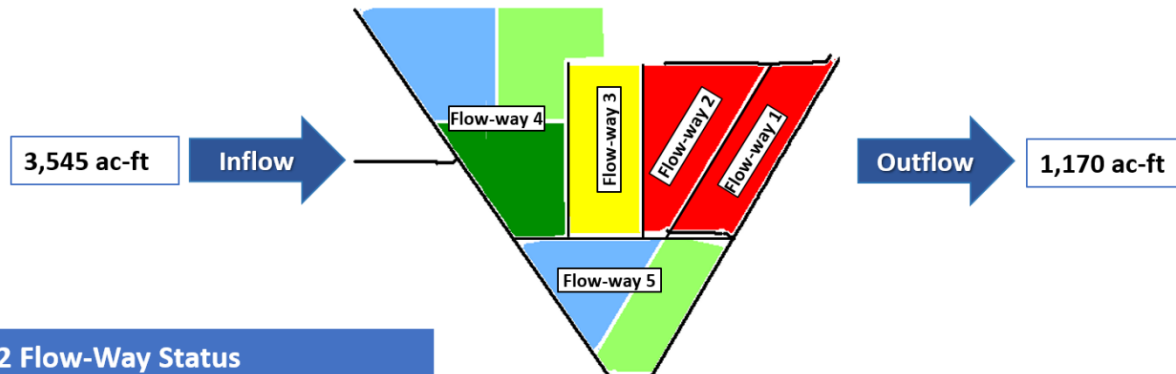 3,545 ac-ft
Inflow
Flow-way 4
Flow-way 3
Flow-way 2
Flow-way 1
Outflow
1,170 ac-ft
Flow-way 5
2 Flow-Way Status